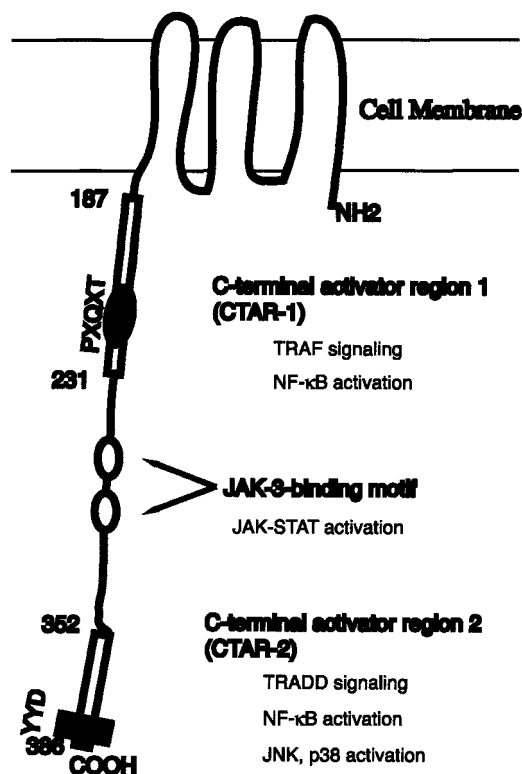 Cell Membrane
187
NH2
PXQXT
C-terminal activator region 1
(CTAR-1)
TRAF signaling
NF-κB activation
231
JAK-3-binding motif
JAK-STAT activation
352
C-terminal activator region 2
(CTAR-2)
TRADD signaling
YYD
NF-κB activation
386
JNK, p38 activation
COOH